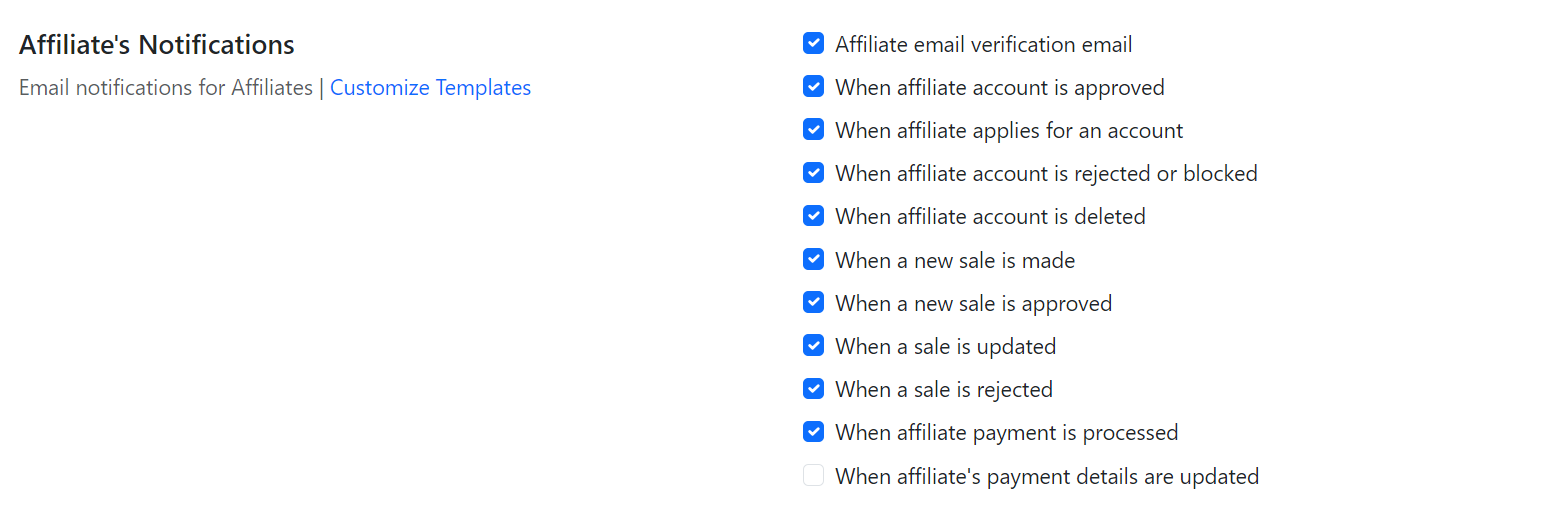 Affiliate's Notifications
Email notifications for Affiliates | Customize Templates
Affiliate email verification email
When affiliate account is approved
When affiliate applies for an account
When affiliate account is rejected or blocked
When affiliate account is deleted
When a new sale is made
When a new sale is approved
When a sale is updated
When a sale is rejected
When affiliate payment is processed
When affiliate's payment details are updated